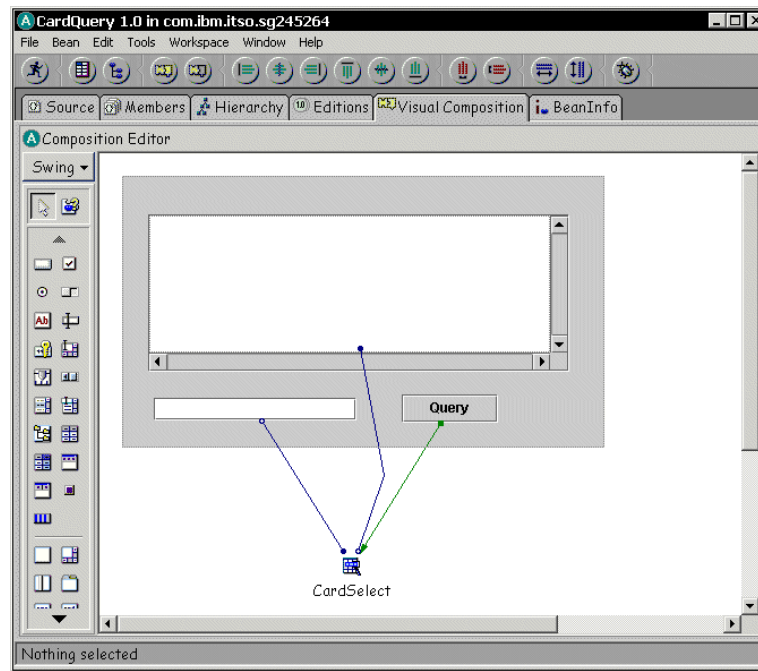 CardQuery 1.0 in com.ibm.itso.sg245264
File Bean Edit Tools Workspace Window Help
Source Members Hierarchy Editions Visual Composition BeanInfo
Composition Editor
Swing
Ab
Query
CardSelect
Nothing selected